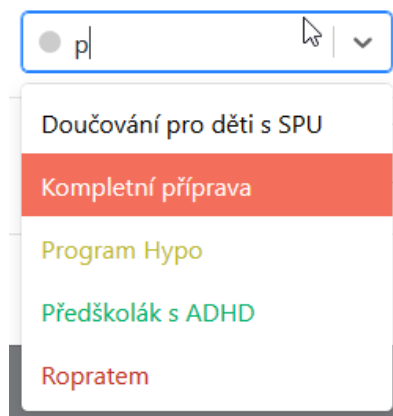 p
Doučování pro děti s SPU
Kompletní příprava
Program Hypo
Předškolák s ADHD
Ropratem